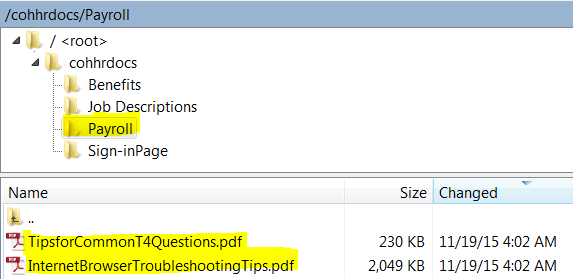 /cohhrdocs/Payroll
/ <root>
cohhrdocs
Benefits
Job Descriptions
Payroll
Sign-inPage
Name Size Changed
..
TipsforCommonT4Questions.pdf 230 KB 11/19/15 4:02 AM
InternetBrowserTroubleshootingTips.pdf 2,049 KB 11/19/15 4:02 AM